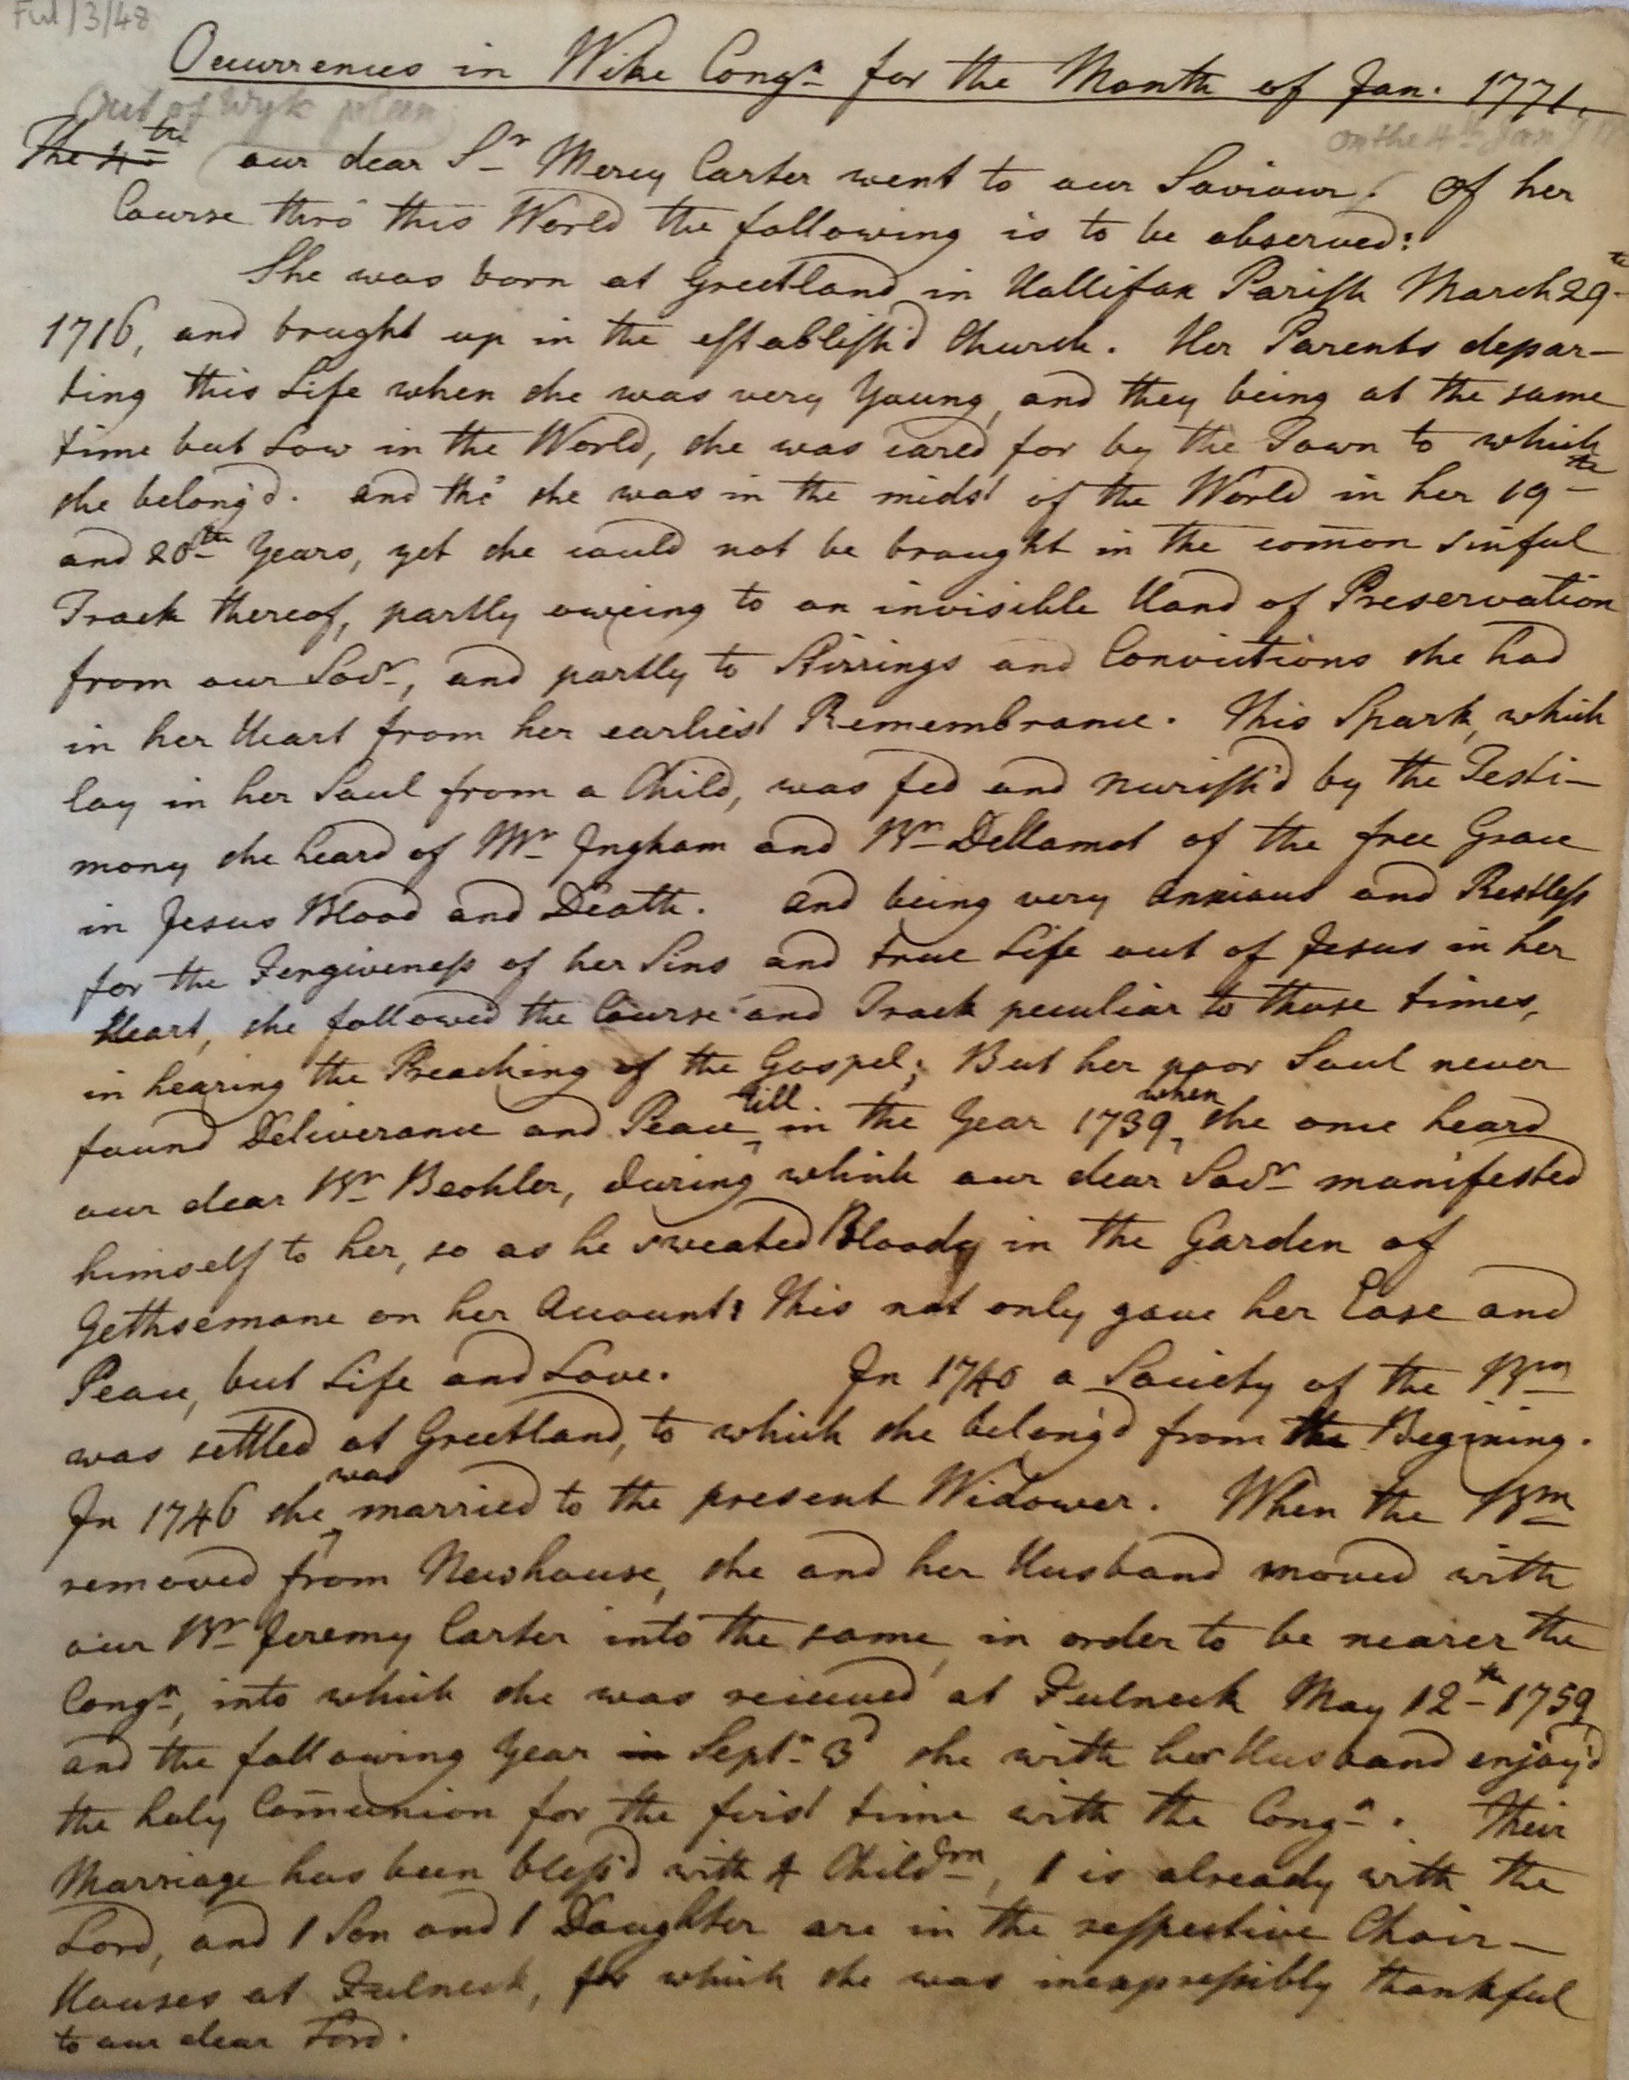 Ful/3/48
Ocurrences in Wike Congn for the Month of Jan. 1771.
Out of Wyk
on the 4th Jan
The 4th our dear Sr Mercy Carter went to our Saviour. Of her
Course thro' this World the following is to be observed:
She was born at Greetland in Hallifax Parish March 29th
1716, and brought up in the establish'd Church. Her Parents depar-
ting this Life when she was very Young, and they being at the same
time but Low in the World, she was cared for by the Town to which
she belong'd. And tho' she was in the midst of the World in her 19th
and 20th Years, yet she could not be brought in the com̄on sinful
Track thereof, partly oweing to an invisible Hand of Preservation
from our Savr, and partly to Stirrings and Convictions she had
in her Heart from her earliest Remembrance. This Spark, which
lay in her Soul from a Child, was fed and nurish'd by the Testi-
mony she heard of Mr Ingham and Br Dellamot of the free Grace
in Jesus Blood and Death. And being very Anxious and Restless
for the Forgiveness of her Sins and true Life out of Jesus in her
Heart, she followed the Course and Track peculiar to those times,
in hearing the Preaching of the Gospel; But her poor Soul never
found Deliverance and Peace till in the Year 1739, when she once heard
our dear Br Beohler, during which our dear Savr manifested
himself to her, so as he sweated Bloody in the Garden of
Gethsemane on her Account: This not only gave her Ease and
Peace, but Life and Love. In 1740 a Society of the Brn
was settled at Greetland, to which she belong'd from the Begining.
In 1746 she was married to the present Widower. When the Brn
removed from Newhouse, she and her Husband moved with
our Br Jeremy Carter into the same, in order to be nearer the
Congn, into which she was reicued at Fulneck May 12th 1759
and the following Year in Septr 3d she with her Husband enjoy'd
the holy Com̄union for the first time with the Congn. Their
Marriage has been bless'd with 4 Childrn, 1 is already with the
Lord, and 1 Son and 1 Daughter are in the respective Choir-
Houses at Fulneck, for which she was inexpressibly thankful
to our dear Lord.